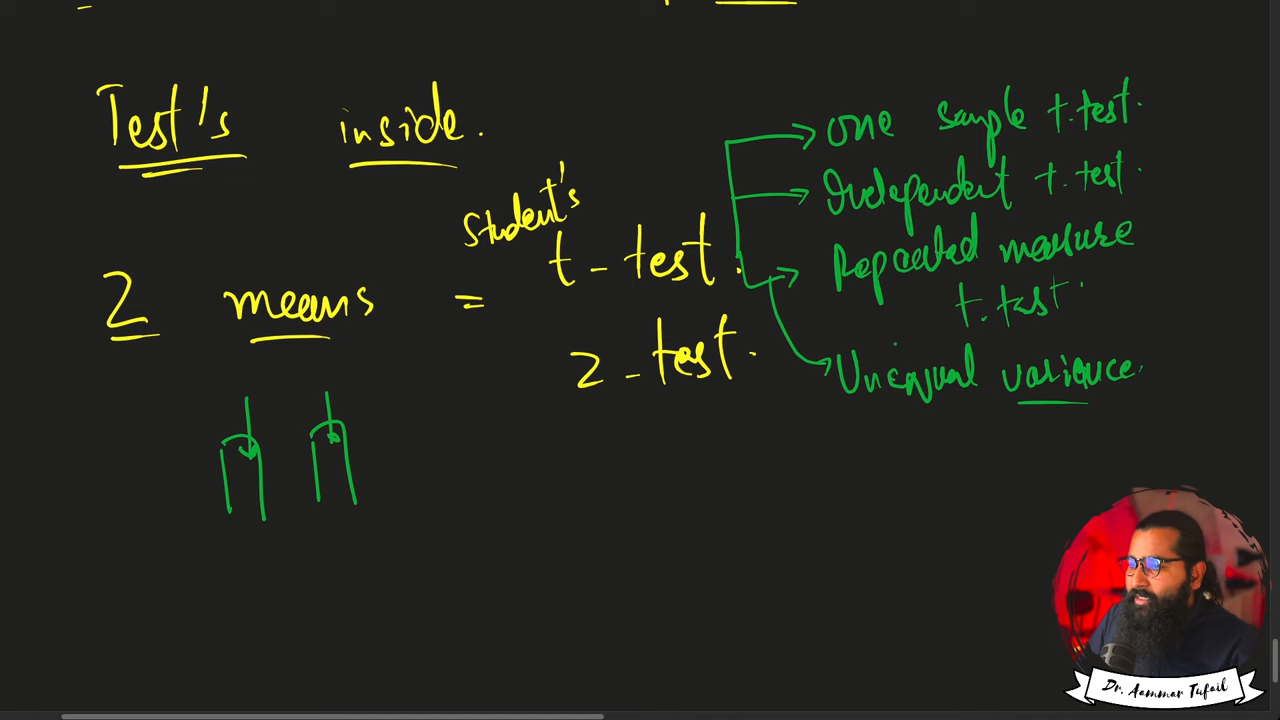 Test's inside.
2 means = Student's t-test.
z-test.
one sample t.test.
Independent t.test.
Repeated measure
t.test.
Unequal variance.
Dr. Aammar Tufail